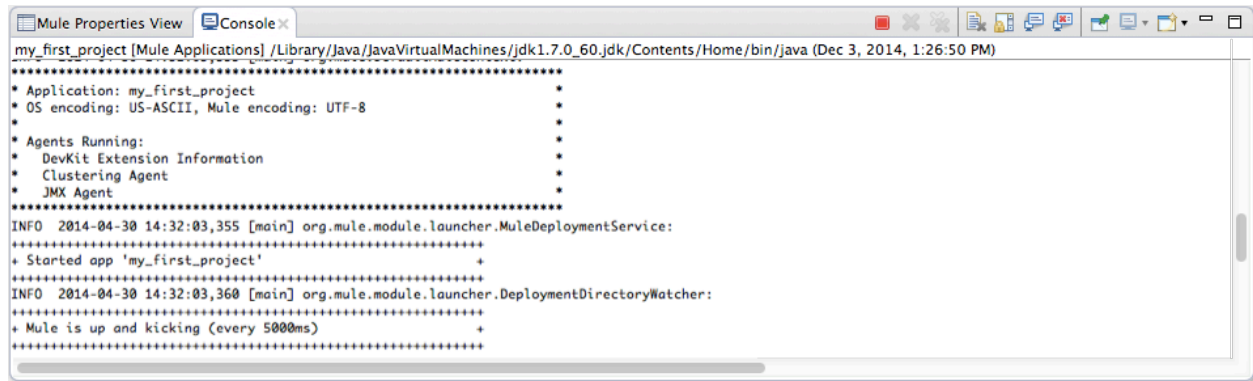 Mule Properties View Console
my_first_project [Mule Applications] /Library/Java/JavaVirtualMachines/jdk1.7.0_60.jdk/Contents/Home/bin/java (Dec 3, 2014, 1:26:50 PM)
**********************************************************************
* Application: my_first_project *
* OS encoding: US-ASCII, Mule encoding: UTF-8 *
* *
* Agents Running: *
* DevKit Extension Information *
* Clustering Agent *
* JMX Agent *
**********************************************************************
INFO 2014-04-30 14:32:03,355 [main] org.mule.module.launcher.MuleDeploymentService:
++++++++++++++++++++++++++++++++++++++++++++++++++++++++++++
+ Started app 'my_first_project' +
++++++++++++++++++++++++++++++++++++++++++++++++++++++++++++
INFO 2014-04-30 14:32:03,360 [main] org.mule.module.launcher.DeploymentDirectoryWatcher:
++++++++++++++++++++++++++++++++++++++++++++++++++++++++++++
+ Mule is up and kicking (every 5000ms) +
++++++++++++++++++++++++++++++++++++++++++++++++++++++++++++